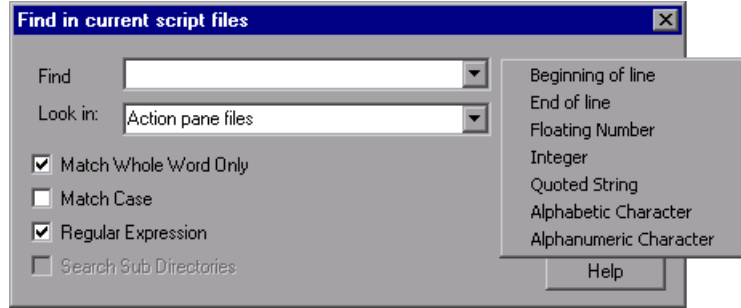 Find in current script files
Find
Look in:
Action pane files
Match Whole Word Only
Match Case
Regular Expression
Search Sub Directories
Beginning of line
End of line
Floating Number
Integer
Quoted String
Alphabetic Character
Alphanumeric Character
Help